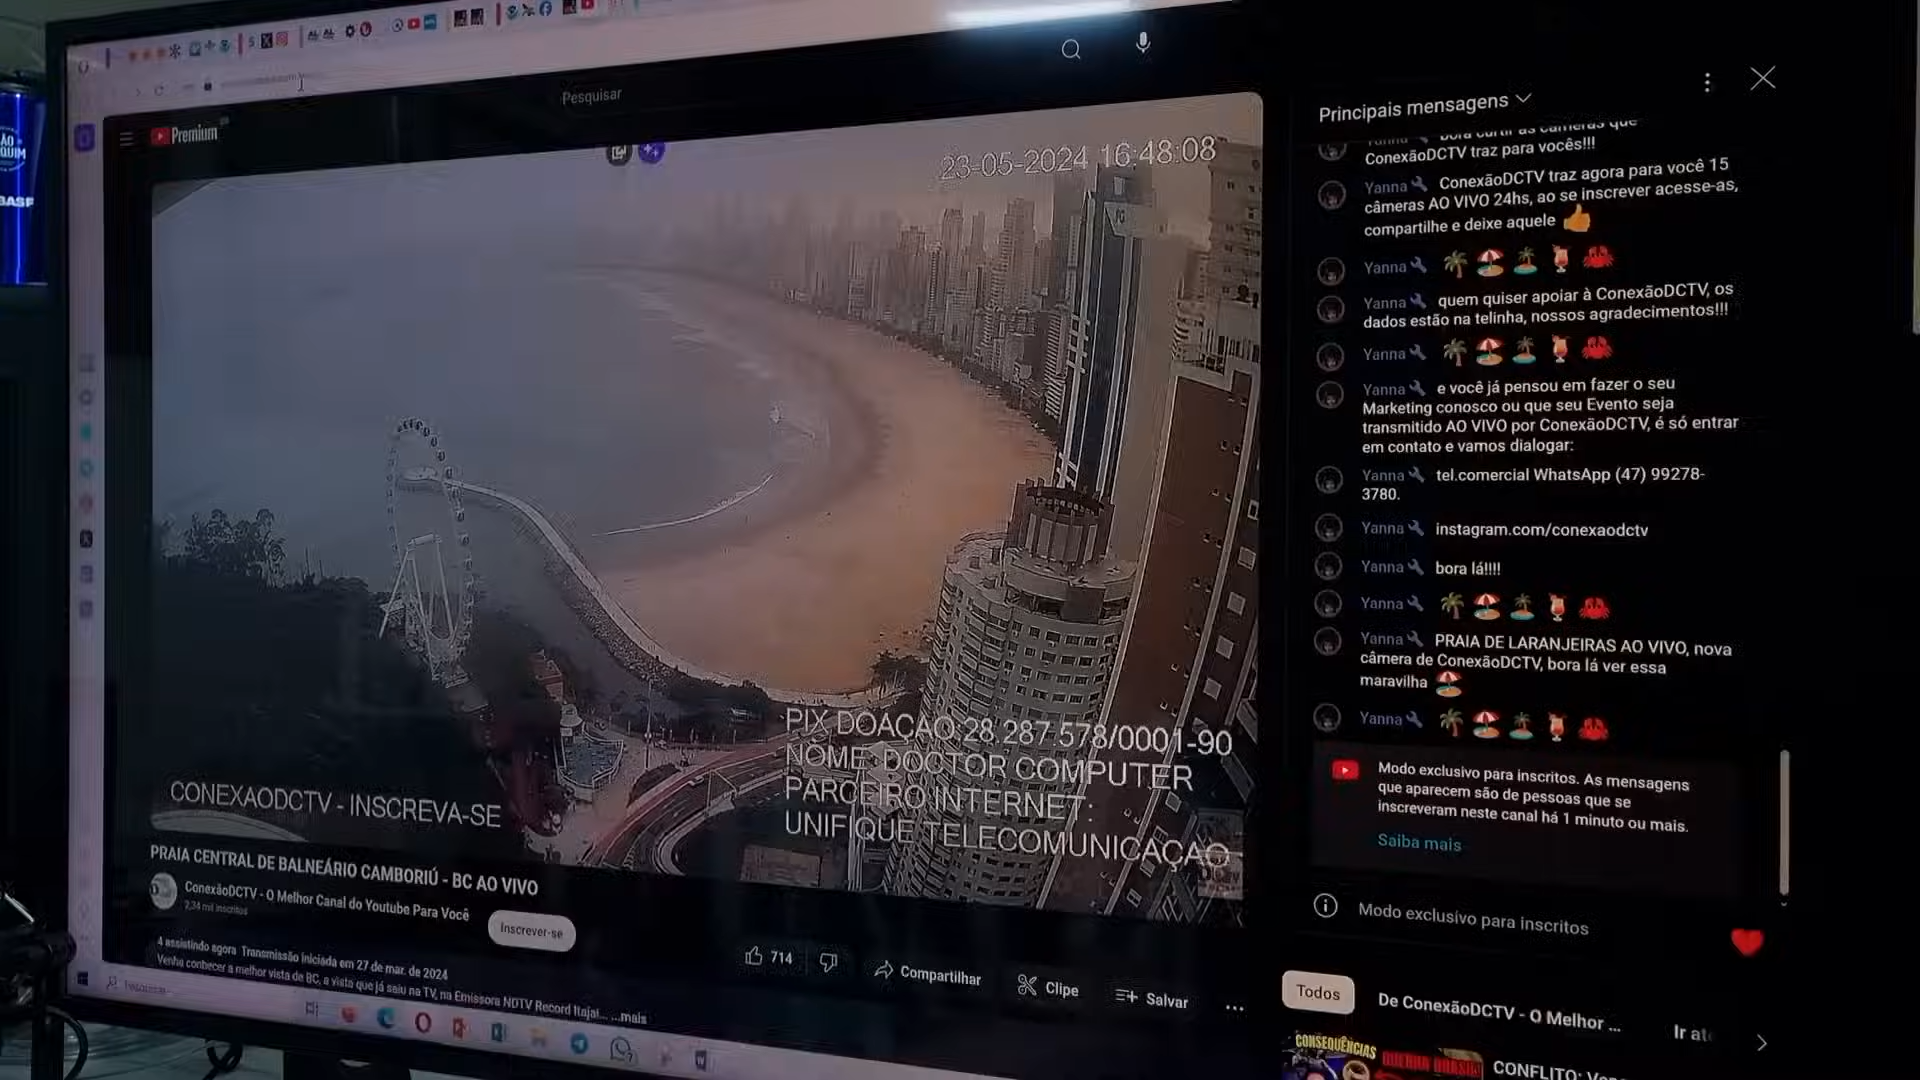 BASF
Premium
Pesquisar
23-05-2024 16:48:08
PIX DOAÇAO 28.287.578/0001-90
NOME: DOCTOR COMPUTER
PARCEIRO INTERNET:
UNIFIQUE TELECOMUNICAÇAO
CONEXAODCTV - INSCREVA-SE
PRAIA CENTRAL DE BALNEÁRIO CAMBORIÚ - BC AO VIVO
ConexãoDCTV - O Melhor Canal do Youtube Para Você
2,34 mil inscritos
Inscrever-se
714
Compartilhar
Clipe
Salvar
4 assistindo agora Transmissão iniciada em 27 de mar. de 2024
Venha conhecer a melhor vista de BC, a vista que já saiu na TV, na Emissora NDTV Record Itajaí... ...mais
Principais mensagens
Yanna bora curtir as câmeras que
ConexãoDCTV traz para vocês!!!
Yanna ConexãoDCTV traz agora para você 15
câmeras AO VIVO 24hs, ao se inscrever acesse-as,
compartilhe e deixe aquele 👍
Yanna 🌴🏖️🏝️🍹🦀
Yanna quem quiser apoiar à ConexãoDCTV, os
dados estão na telinha, nossos agradecimentos!!!
Yanna 🌴🏖️🏝️🍹🦀
Yanna e você já pensou em fazer o seu
Marketing conosco ou que seu Evento seja
transmitido AO VIVO por ConexãoDCTV, é só entrar
em contato e vamos dialogar:
Yanna tel.comercial WhatsApp (47) 99278-
3780.
Yanna instagram.com/conexaodctv
Yanna bora lá!!!!
Yanna 🌴🏖️🏝️🍹🦀
Yanna PRAIA DE LARANJEIRAS AO VIVO, nova
câmera de ConexãoDCTV, bora lá ver essa
maravilha 🏖️
Yanna 🌴🏖️🏝️🍹🦀
Modo exclusivo para inscritos. As mensagens
que aparecem são de pessoas que se
inscreveram neste canal há 1 minuto ou mais.
Saiba mais
Modo exclusivo para inscritos
Todos
De ConexãoDCTV - O Melhor ...
CONSEQUÊNCIAS
CONFLITO: